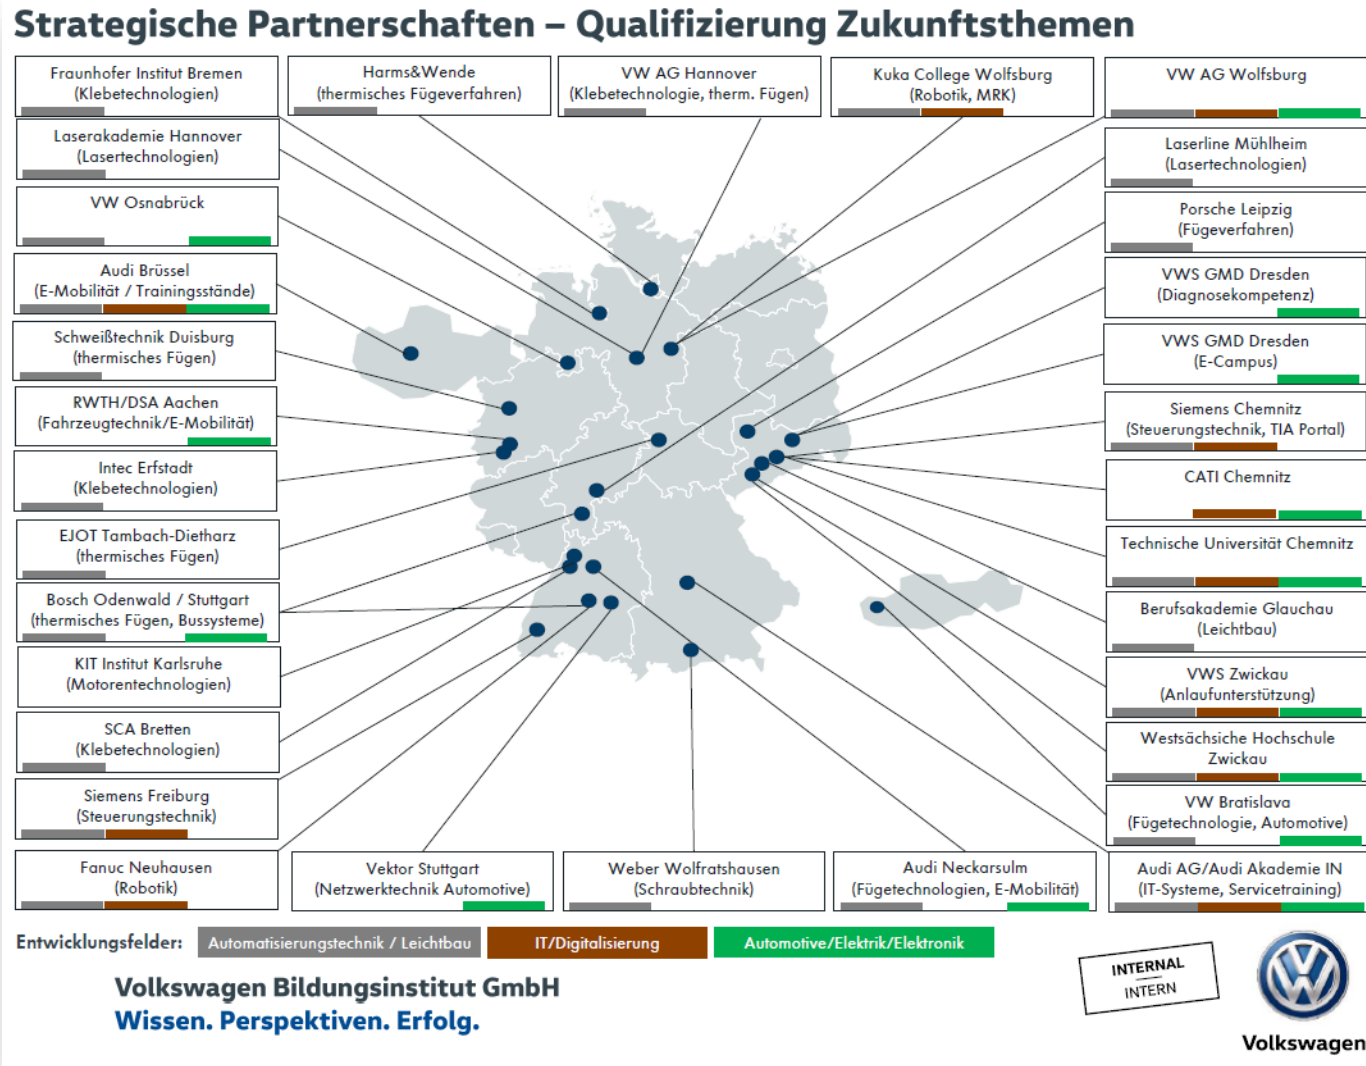 Strategische Partnerschaften – Qualifizierung Zukunftsthemen
Fraunhofer Institut Bremen
(Klebetechnologien)
Harms&Wende
(thermisches Fügeverfahren)
VW AG Hannover
(Klebetechnologie, therm. Fügen)
Kuka College Wolfsburg
(Robotik, MRK)
VW AG Wolfsburg
Laserakademie Hannover
(Lasertechnologien)
VW Osnabrück
Audi Brüssel
(E-Mobilität / Trainingsstände)
Schweißtechnik Duisburg
(thermisches Fügen)
RWTH/DSA Aachen
(Fahrzeugtechnik/E-Mobilität)
Intec Erfstadt
(Klebetechnologien)
EJOT Tambach-Dietharz
(thermisches Fügen)
Bosch Odenwald / Stuttgart
(thermisches Fügen, Bussysteme)
KIT Institut Karlsruhe
(Motorentechnologien)
SCA Bretten
(Klebetechnologien)
Siemens Freiburg
(Steuerungstechnik)
Fanuc Neuhausen
(Robotik)
Laserline Mühlheim
(Lasertechnologien)
Porsche Leipzig
(Fügeverfahren)
VWS GMD Dresden
(Diagnosekompetenz)
VWS GMD Dresden
(E-Campus)
Siemens Chemnitz
(Steuerungstechnik, TIA Portal)
CATI Chemnitz
Technische Universität Chemnitz
Berufsakademie Glauchau
(Leichtbau)
VWS Zwickau
(Anlaufunterstützung)
Westsächsiche Hochschule
Zwickau
VW Bratislava
(Fügetechnologie, Automotive)
Vektor Stuttgart
(Netzwerktechnik Automotive)
Weber Wolfratshausen
(Schraubtechnik)
Audi Neckarsulm
(Fügetechnologien, E-Mobilität)
Audi AG/Audi Akademie IN
(IT-Systeme, Servicetraining)
Entwicklungsfelder:
Automatisierungstechnik / Leichtbau
IT/Digitalisierung
Automotive/Elektrik/Elektronik
Volkswagen Bildungsinstitut GmbH
Wissen. Perspektiven. Erfolg.
INTERNAL
INTERN
Volkswagen